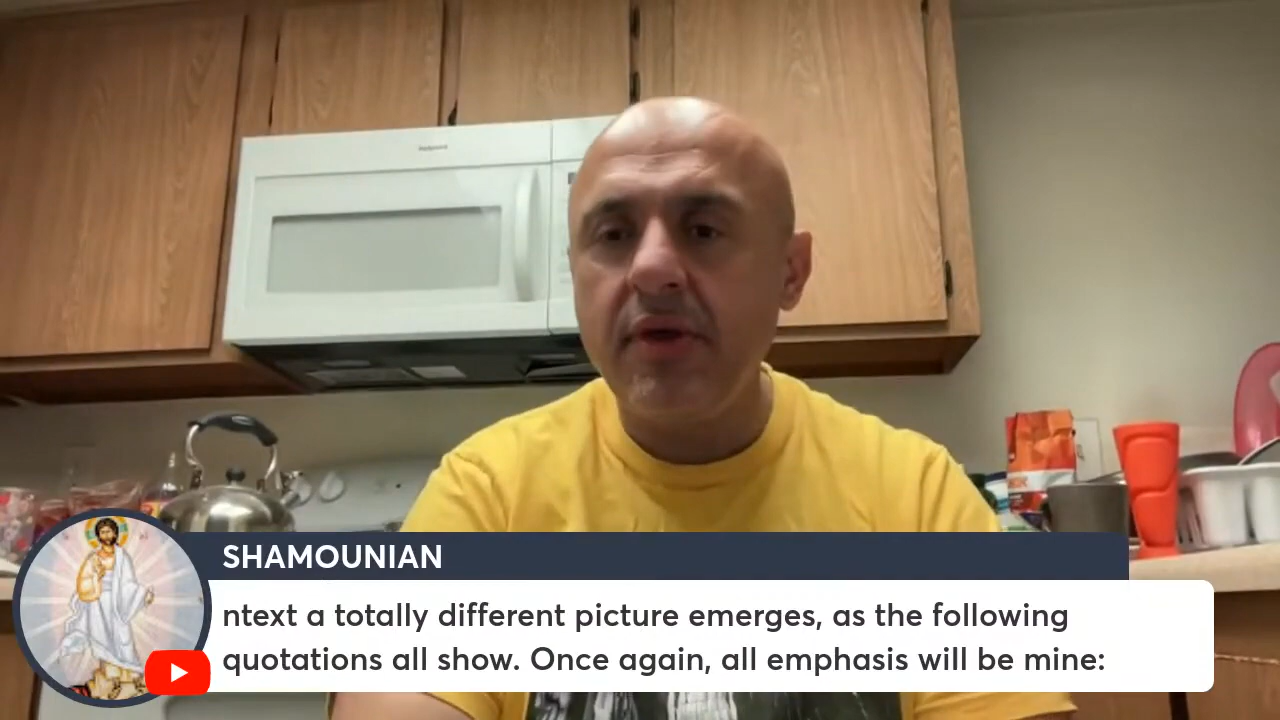 SHAMOUNIAN
ntext a totally different picture emerges, as the following
quotations all show. Once again, all emphasis will be mine: